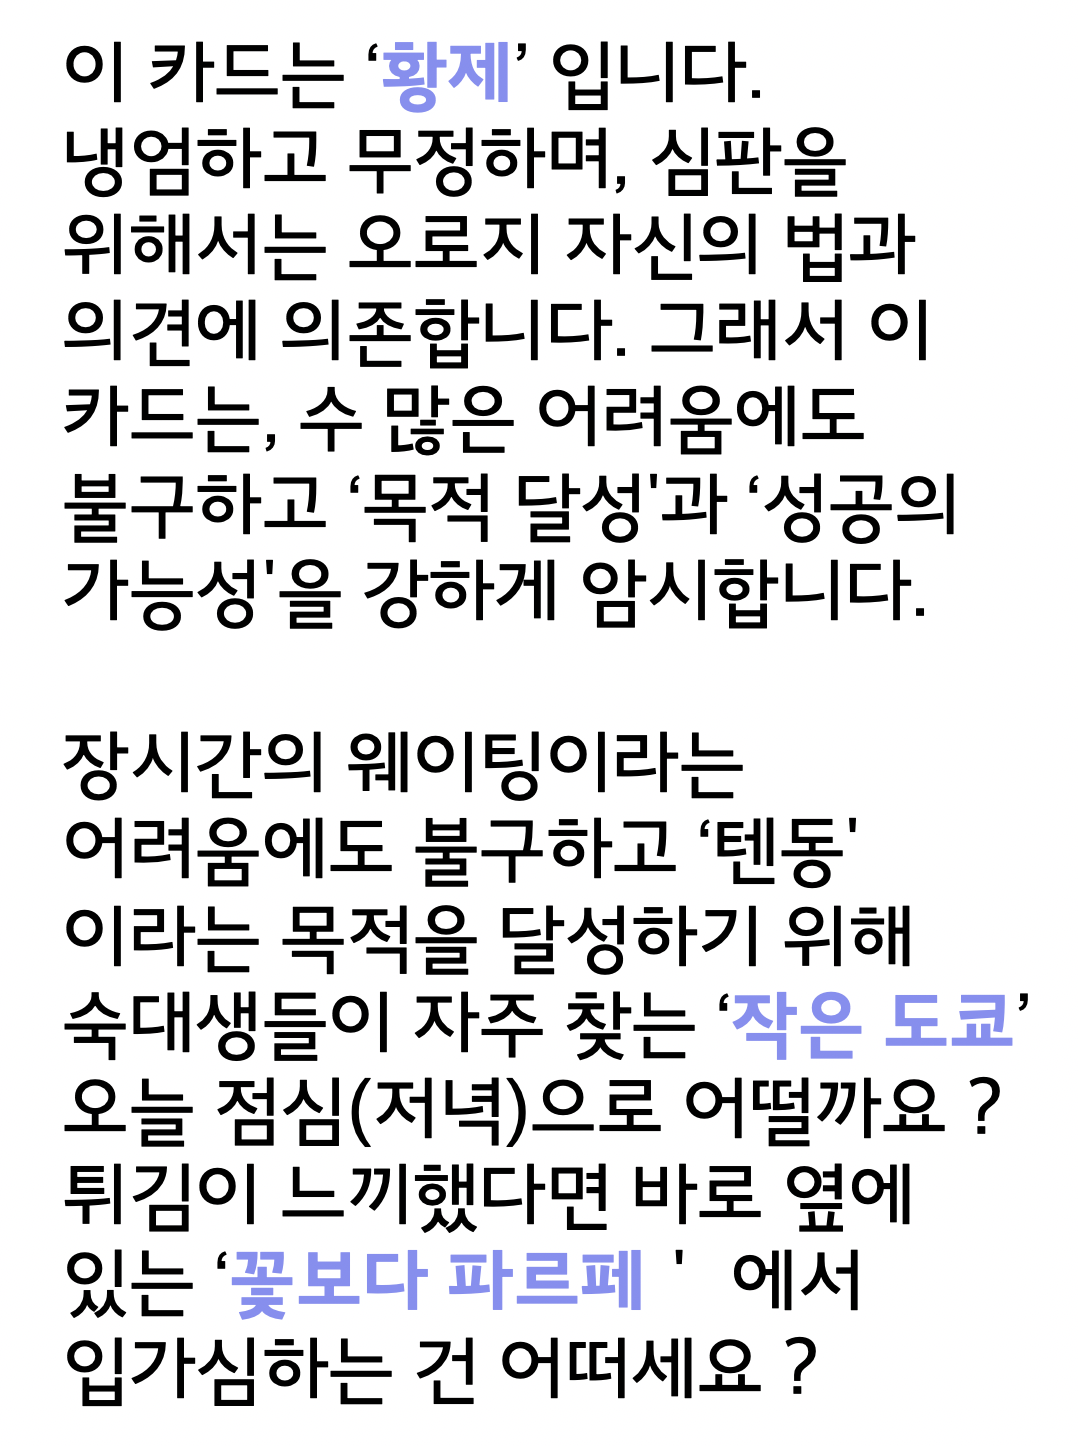 이 카드는 ‘황제’ 입니다.
냉엄하고 무정하며, 심판을
위해서는 오로지 자신의 법과
의견에 의존합니다. 그래서 이
카드는, 수 많은 어려움에도
불구하고 ‘목적 달성'과 ‘성공의
가능성'을 강하게 암시합니다.
장시간의 웨이팅이라는
어려움에도 불구하고 ‘텐동'
이라는 목적을 달성하기 위해
숙대생들이 자주 찾는 ‘작은 도쿄’
오늘 점심(저녁)으로 어떨까요 ?
튀김이 느끼했다면 바로 옆에
있는 ‘꽃보다 파르페 ' 에서
입가심하는 건 어떠세요 ?